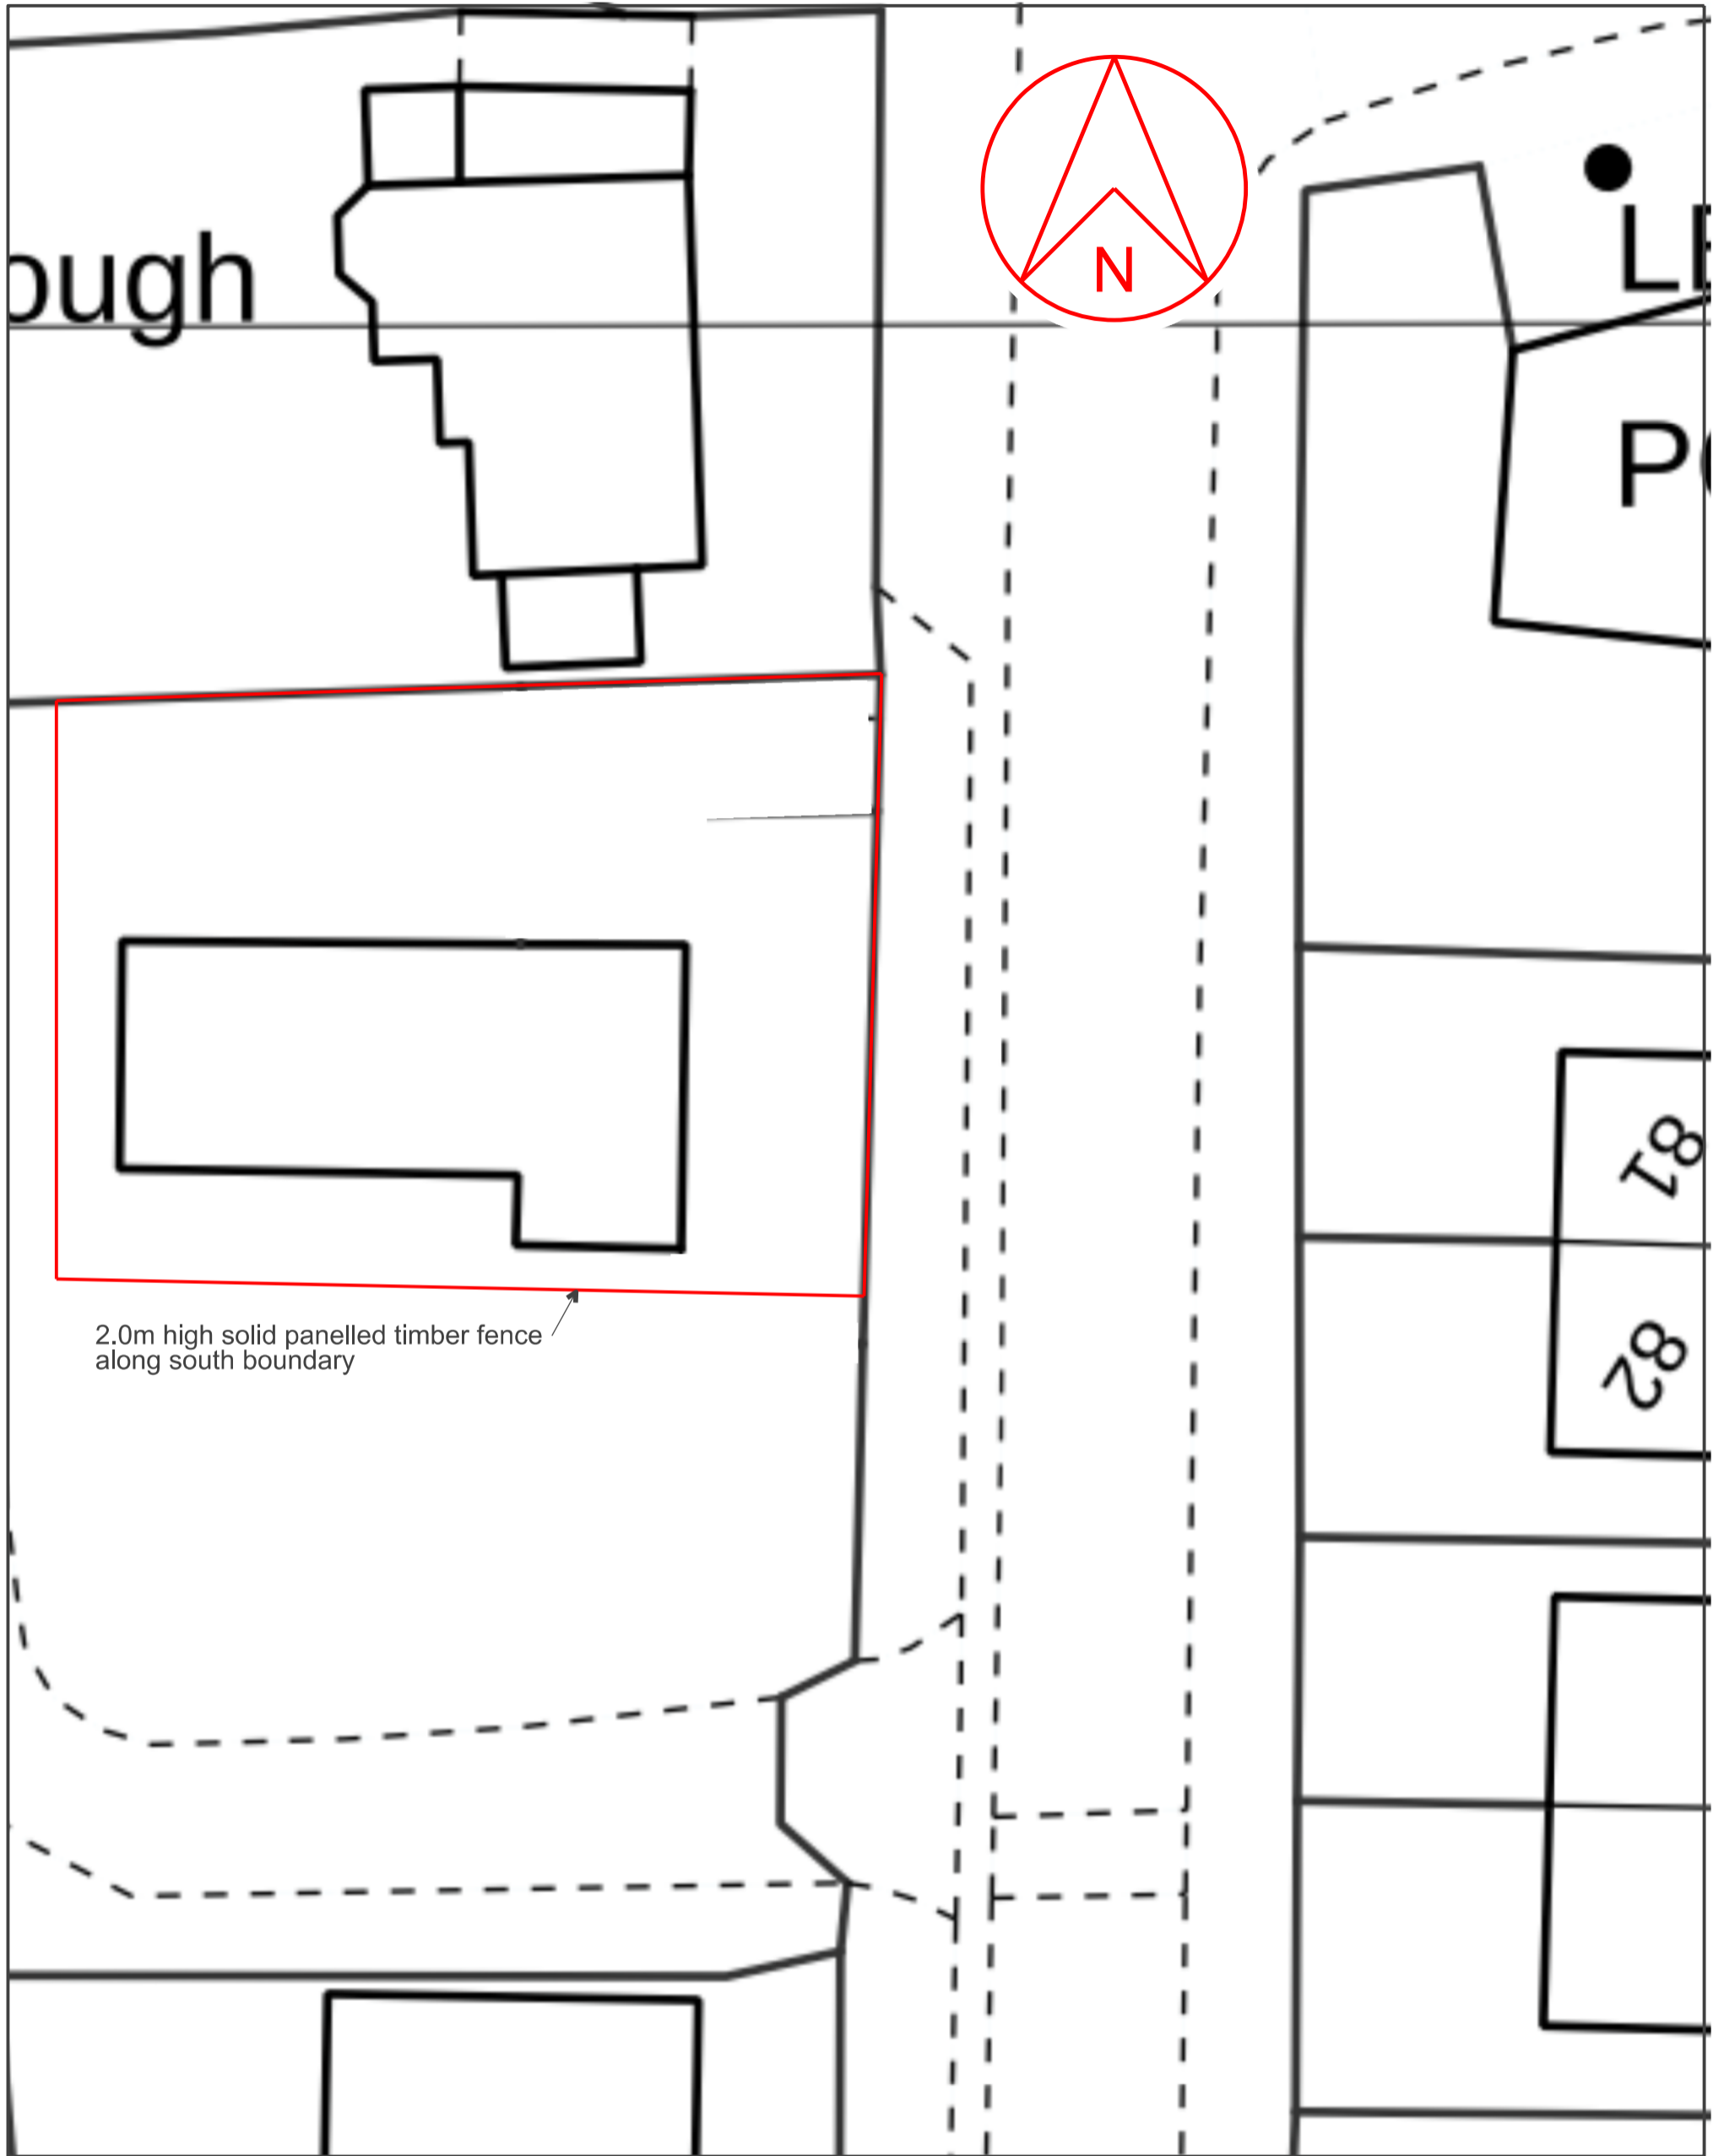 N
ough
81
82
2.0m high solid panelled timber fence
along south boundary